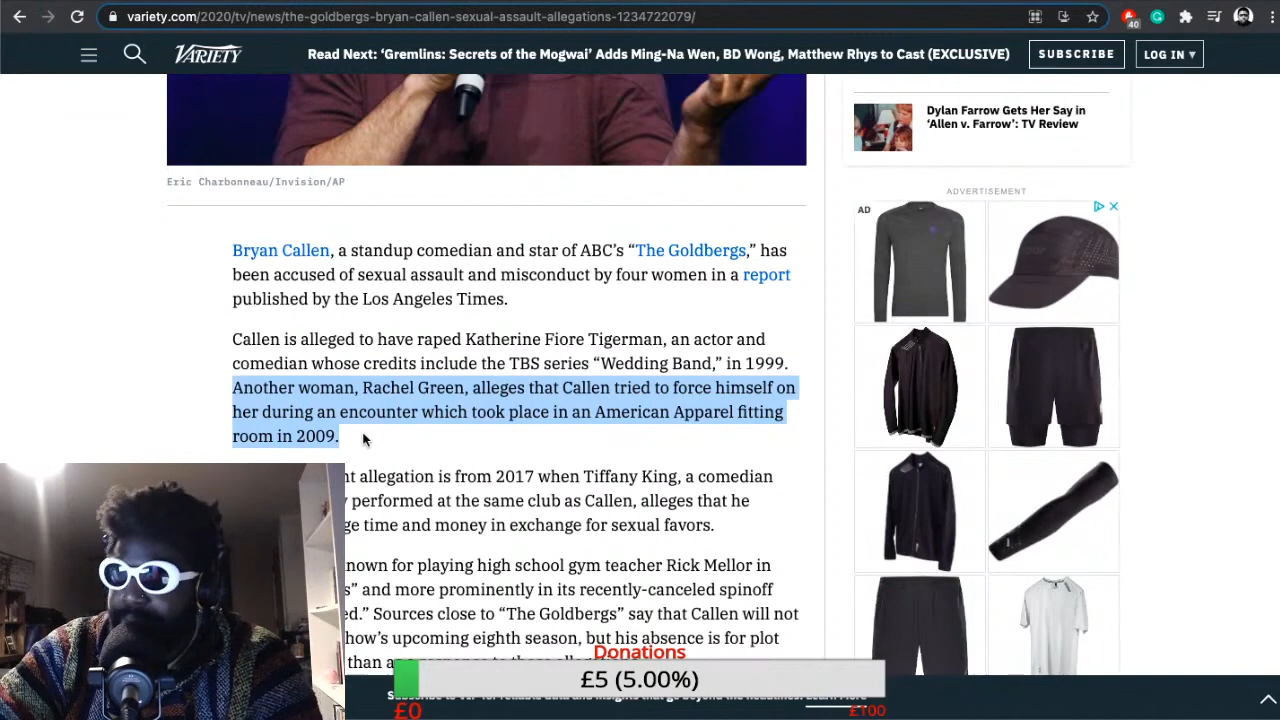 variety.com/2020/tv/news/the-goldbergs-bryan-callen-sexual-assault-allegations-1234722079/
40
VARIETY
Read Next: ‘Gremlins: Secrets of the Mogwai’ Adds Ming-Na Wen, BD Wong, Matthew Rhys to Cast (EXCLUSIVE)
SUBSCRIBE
LOG IN ▾
Eric Charbonneau/Invision/AP
Bryan Callen, a standup comedian and star of ABC’s “The Goldbergs,” has
been accused of sexual assault and misconduct by four women in a report
published by the Los Angeles Times.
Callen is alleged to have raped Katherine Fiore Tigerman, an actor and
comedian whose credits include the TBS series “Wedding Band,” in 1999.
Another woman, Rachel Green, alleges that Callen tried to force himself on
her during an encounter which took place in an American Apparel fitting
room in 2009.
nt allegation is from 2017 when Tiffany King, a comedian
y performed at the same club as Callen, alleges that he
ge time and money in exchange for sexual favors.
nown for playing high school gym teacher Rick Mellor in
s” and more prominently in its recently-canceled spinoff
ed.” Sources close to “The Goldbergs” say that Callen will not
how’s upcoming eighth season, but his absence is for plot
than as
Dylan Farrow Gets Her Say in
‘Allen v. Farrow’: TV Review
ADVERTISEMENT
AD
Donations
£5 (5.00%)
£0
£100